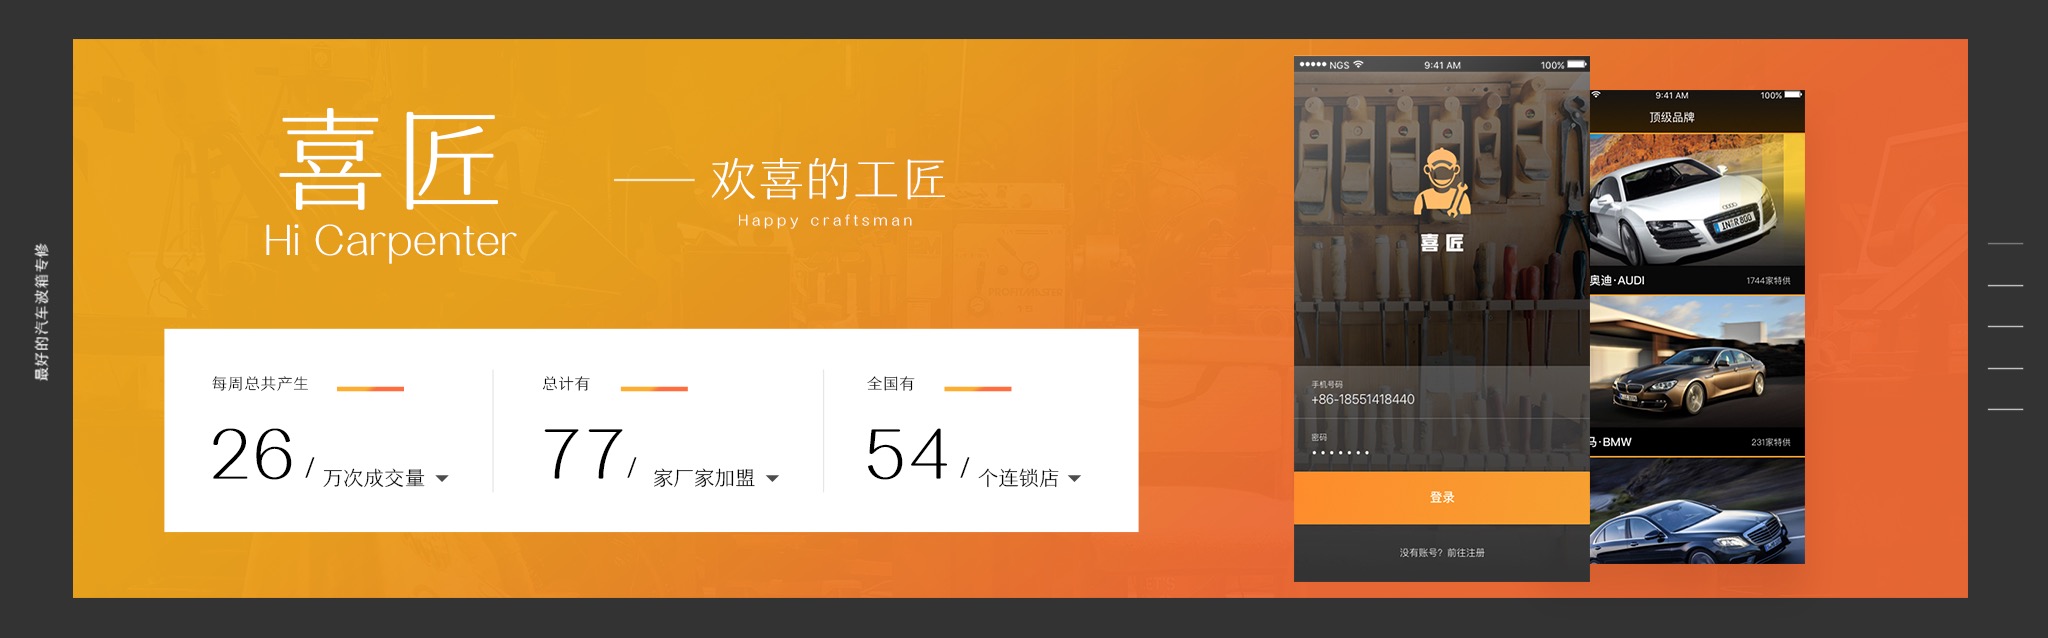 最好的汽车波箱专修
喜匠
Hi Carpenter
欢喜的工匠
Happy craftsman
每周总共产生
26 / 万次成交量
总计有
77 / 家厂家加盟
全国有
54 / 个连锁店
NGS 9:41 AM 100%
喜匠
手机号码
+86-18551418440
密码
登录
没有账号？前往注册
9:41 AM 100%
顶级品牌
IN·R 800
奥迪·AUDI 1744家特供
马·BMW 231家特供